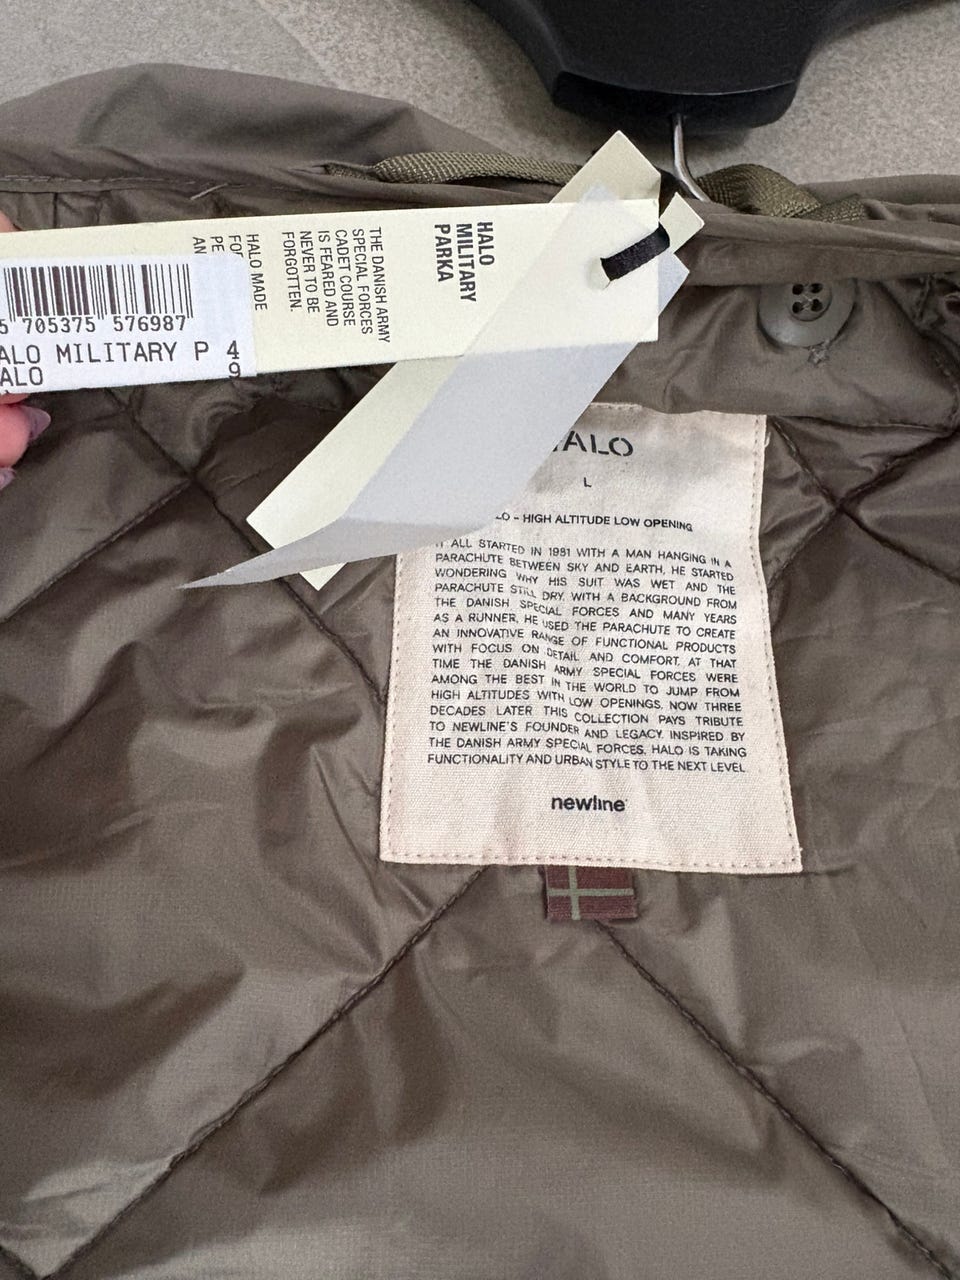 HALO
MILITARY
PARKA
THE DANISH ARMY
SPECIAL FORCES
CADET COURSE
IS FEARED AND
NEVER TO BE
FORGOTTEN.
HALO MADE
5 705375 576987
ALO MILITARY P 4
ALO 9
ALO
L
LO - HIGH ALTITUDE LOW OPENING
IT ALL STARTED IN 1981 WITH A MAN HANGING IN A
PARACHUTE BETWEEN SKY AND EARTH, HE STARTED
WONDERING WHY HIS SUIT WAS WET AND THE
PARACHUTE STILL DRY. WITH A BACKGROUND FROM
THE DANISH SPECIAL FORCES AND MANY YEARS
AS A RUNNER, HE USED THE PARACHUTE TO CREATE
AN INNOVATIVE RANGE OF FUNCTIONAL PRODUCTS
WITH FOCUS ON DETAIL AND COMFORT. AT THAT
TIME THE DANISH ARMY SPECIAL FORCES WERE
AMONG THE BEST IN THE WORLD TO JUMP FROM
HIGH ALTITUDES WITH LOW OPENINGS. NOW THREE
DECADES LATER THIS COLLECTION PAYS TRIBUTE
TO NEWLINE'S FOUNDER AND LEGACY. INSPIRED BY
THE DANISH ARMY SPECIAL FORCES, HALO IS TAKING
FUNCTIONALITY AND URBAN STYLE TO THE NEXT LEVEL
newline